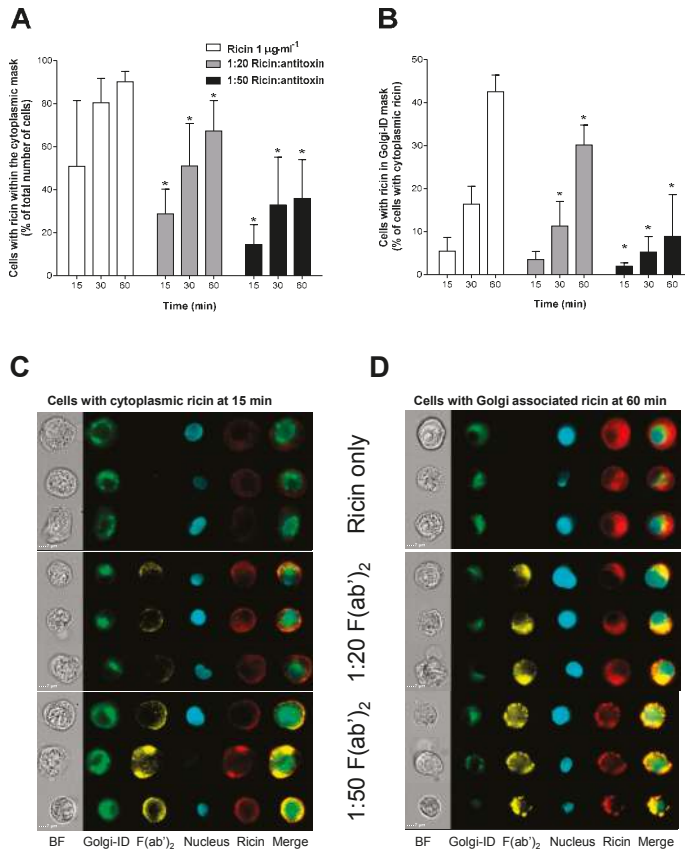 A
Ricin 1 µg-ml-1
1:20 Ricin:antitoxin
1:50 Ricin:antitoxin
Cells with ricin within the cytoplasmic mask
(% of total number of cells)
100
80
60
40
20
0
* * * * * *
15 30 60 15 30 60 15 30 60
Time (min)
B
Cells with ricin in Golgi-ID mask
(% of cells with cytoplasmic ricin)
50
40
30
20
10
0
* * * * *
15 30 60 15 30 60 15 30 60
Time (min)
C
Cells with cytoplasmic ricin at 15 min
D
Cells with Golgi associated ricin at 60 min
Ricin only
1:20 F(ab’)2
1:50 F(ab’)2
BF Golgi-ID F(ab’)2 Nucleus Ricin Merge
BF Golgi-ID F(ab’)2 Nucleus Ricin Merge